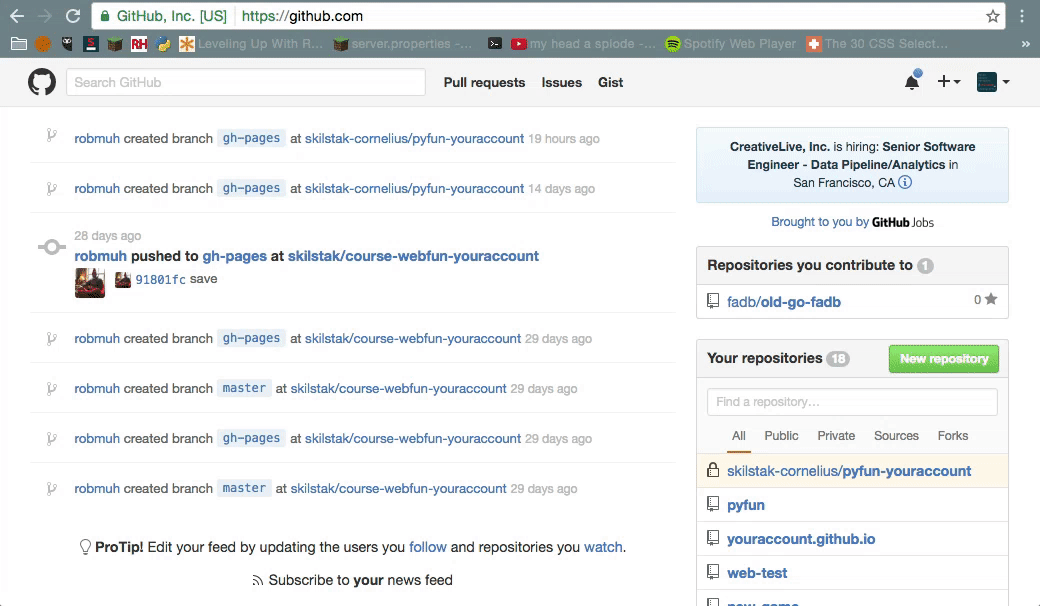 GitHub, Inc. [US] https://github.com
RH Leveling Up With R... server.properties -... my head a splode -... Spotify Web Player The 30 CSS Select... »
Search GitHub Pull requests Issues Gist
robmuh created branch gh-pages at skilstak-cornelius/pyfun-youraccount 19 hours ago
robmuh created branch gh-pages at skilstak-cornelius/pyfun-youraccount 14 days ago
28 days ago
robmuh pushed to gh-pages at skilstak/course-webfun-youraccount
91801fc save
robmuh created branch gh-pages at skilstak/course-webfun-youraccount 29 days ago
robmuh created branch master at skilstak/course-webfun-youraccount 29 days ago
robmuh created branch gh-pages at skilstak/course-webfun-youraccount 29 days ago
robmuh created branch master at skilstak/course-webfun-youraccount 29 days ago
ProTip! Edit your feed by updating the users you follow and repositories you watch.
Subscribe to your news feed
CreativeLive, Inc. is hiring: Senior Software
Engineer - Data Pipeline/Analytics in
San Francisco, CA
Brought to you by GitHub Jobs
Repositories you contribute to 1
fadb/old-go-fadb 0
Your repositories 18 New repository
Find a repository...
All Public Private Sources Forks
skilstak-cornelius/pyfun-youraccount
pyfun
youraccount.github.io
web-test
new-game